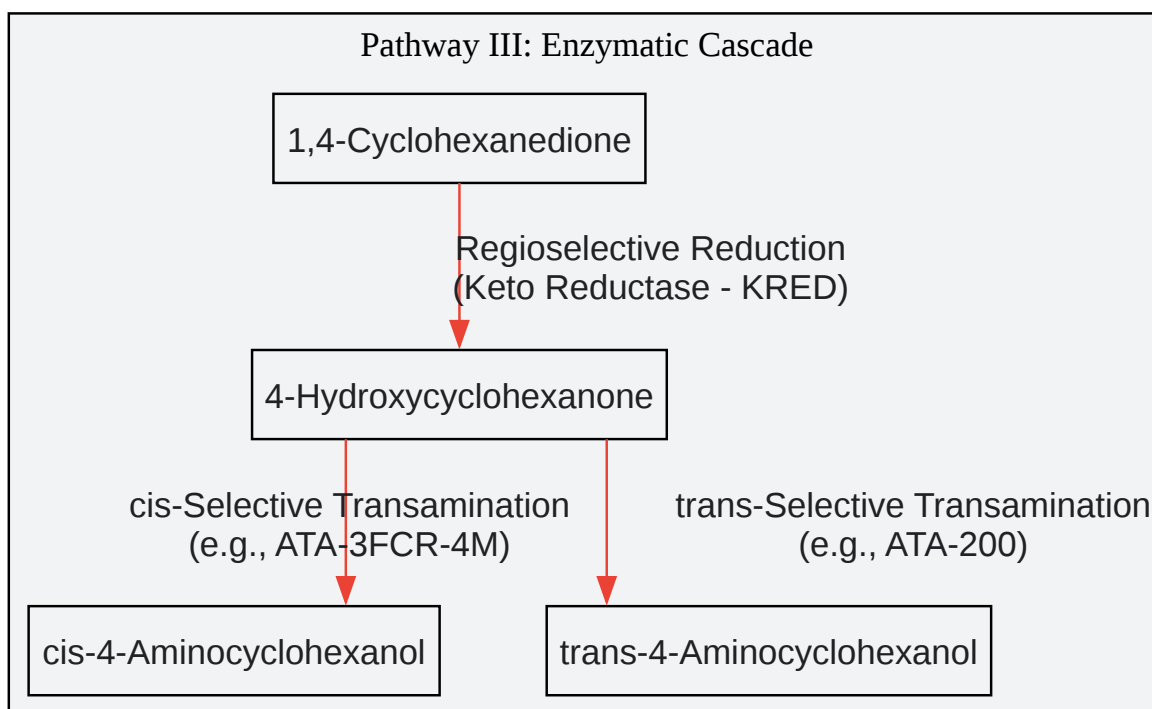 Pathway III: Enzymatic Cascade
1,4-Cyclohexanedione
Regioselective Reduction
(Keto Reductase - KRED)
4-Hydroxycyclohexanone
cis-Selective Transamination
(e.g., ATA-3FCR-4M)
trans-Selective Transamination
(e.g., ATA-200)
cis-4-Aminocyclohexanol
trans-4-Aminocyclohexanol